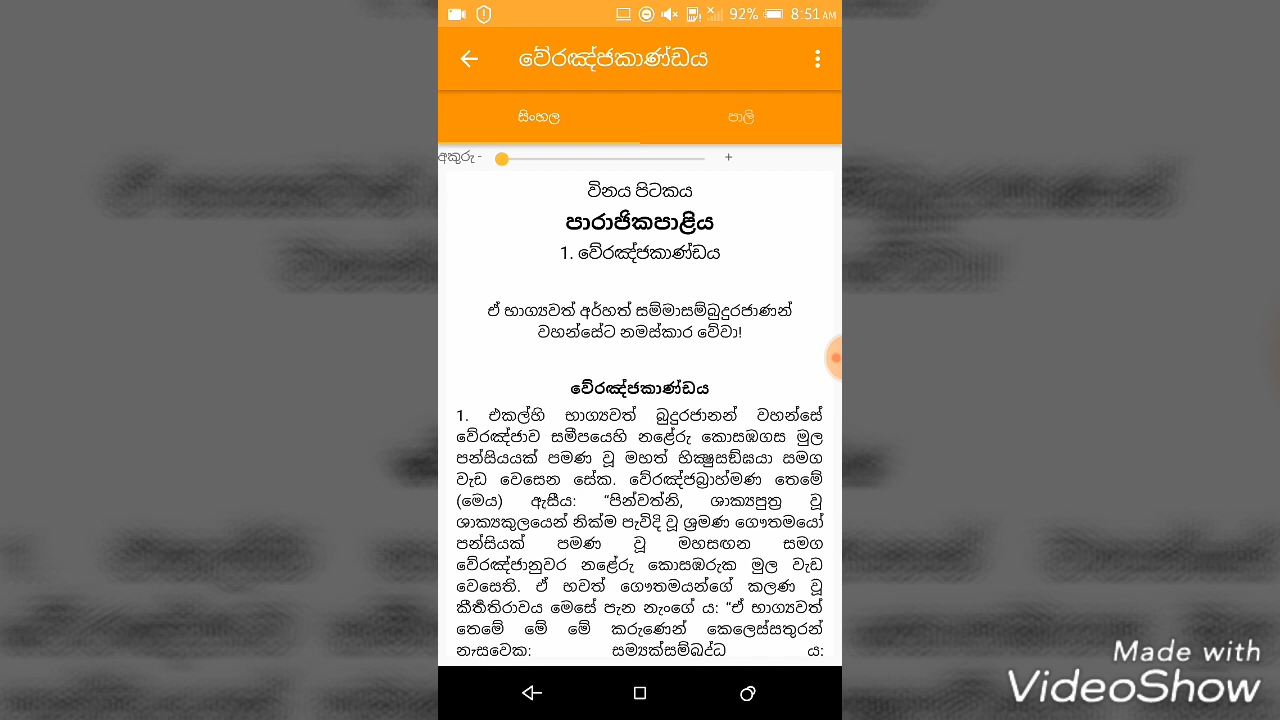 92% 8:51 AM
වේරඤ්ජකාණ්ඩය
සිංහල පාලි
අකුරු - +
විනය පිටකය
පාරාජිකපාළිය
1. වේරඤ්ජකාණ්ඩය
ඒ භාග්‍යවත් අර්හත් සම්මාසම්බුදුරජාණන්
වහන්සේට නමස්කාර වේවා!
වේරඤ්ජකාණ්ඩය
1. එකල්හි භාග්‍යවත් බුදුරජානන් වහන්සේ
වේරඤ්ජාව සමීපයෙහි නළේරු කොසඹගස මුල
පන්සියයක් පමණ වූ මහත් භික්‍ෂුසඞ්ඝයා සමග
වැඩ වෙසෙන සේක. වේරඤ්ජබ්‍රාහ්මණ තෙමේ
(මෙය) ඇසීය: “පින්වත්නි, ශාක්‍යපුත්‍ර වූ
ශාක්‍යකුලයෙන් නික්ම පැවිදි වූ ශ්‍රමණ ගෞතමයෝ
පන්සියක් පමණ වූ මහසඟන සමග
වේරඤ්ජානුවර නළේරු කොසඹරුක මුල වැඩ
වෙසෙති. ඒ භවත් ගෞතමයන්ගේ කලණ වූ
කීර්තිරාවය මෙසේ පැන නැංගේ ය: “ඒ භාග්‍යවත්
තෙමේ මේ මේ කරුණෙන් කෙලෙස්සතුරන්
නැසවෙක: සම්‍යක්සම්බුද්ධ ය:
Made with
VideoShow